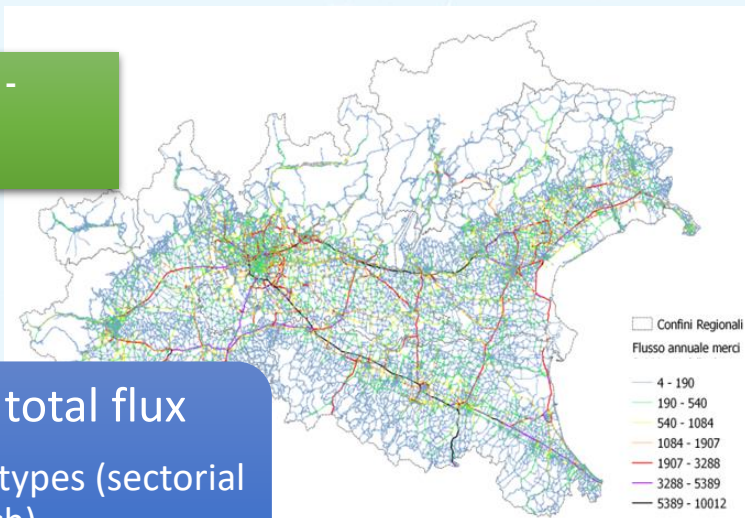 -
Confini Regionali
Flusso annuale merci
4 - 190
190 - 540
540 - 1084
1084 - 1907
1907 - 3288
3288 - 5389
5389 - 10012
total flux
types (sectorial